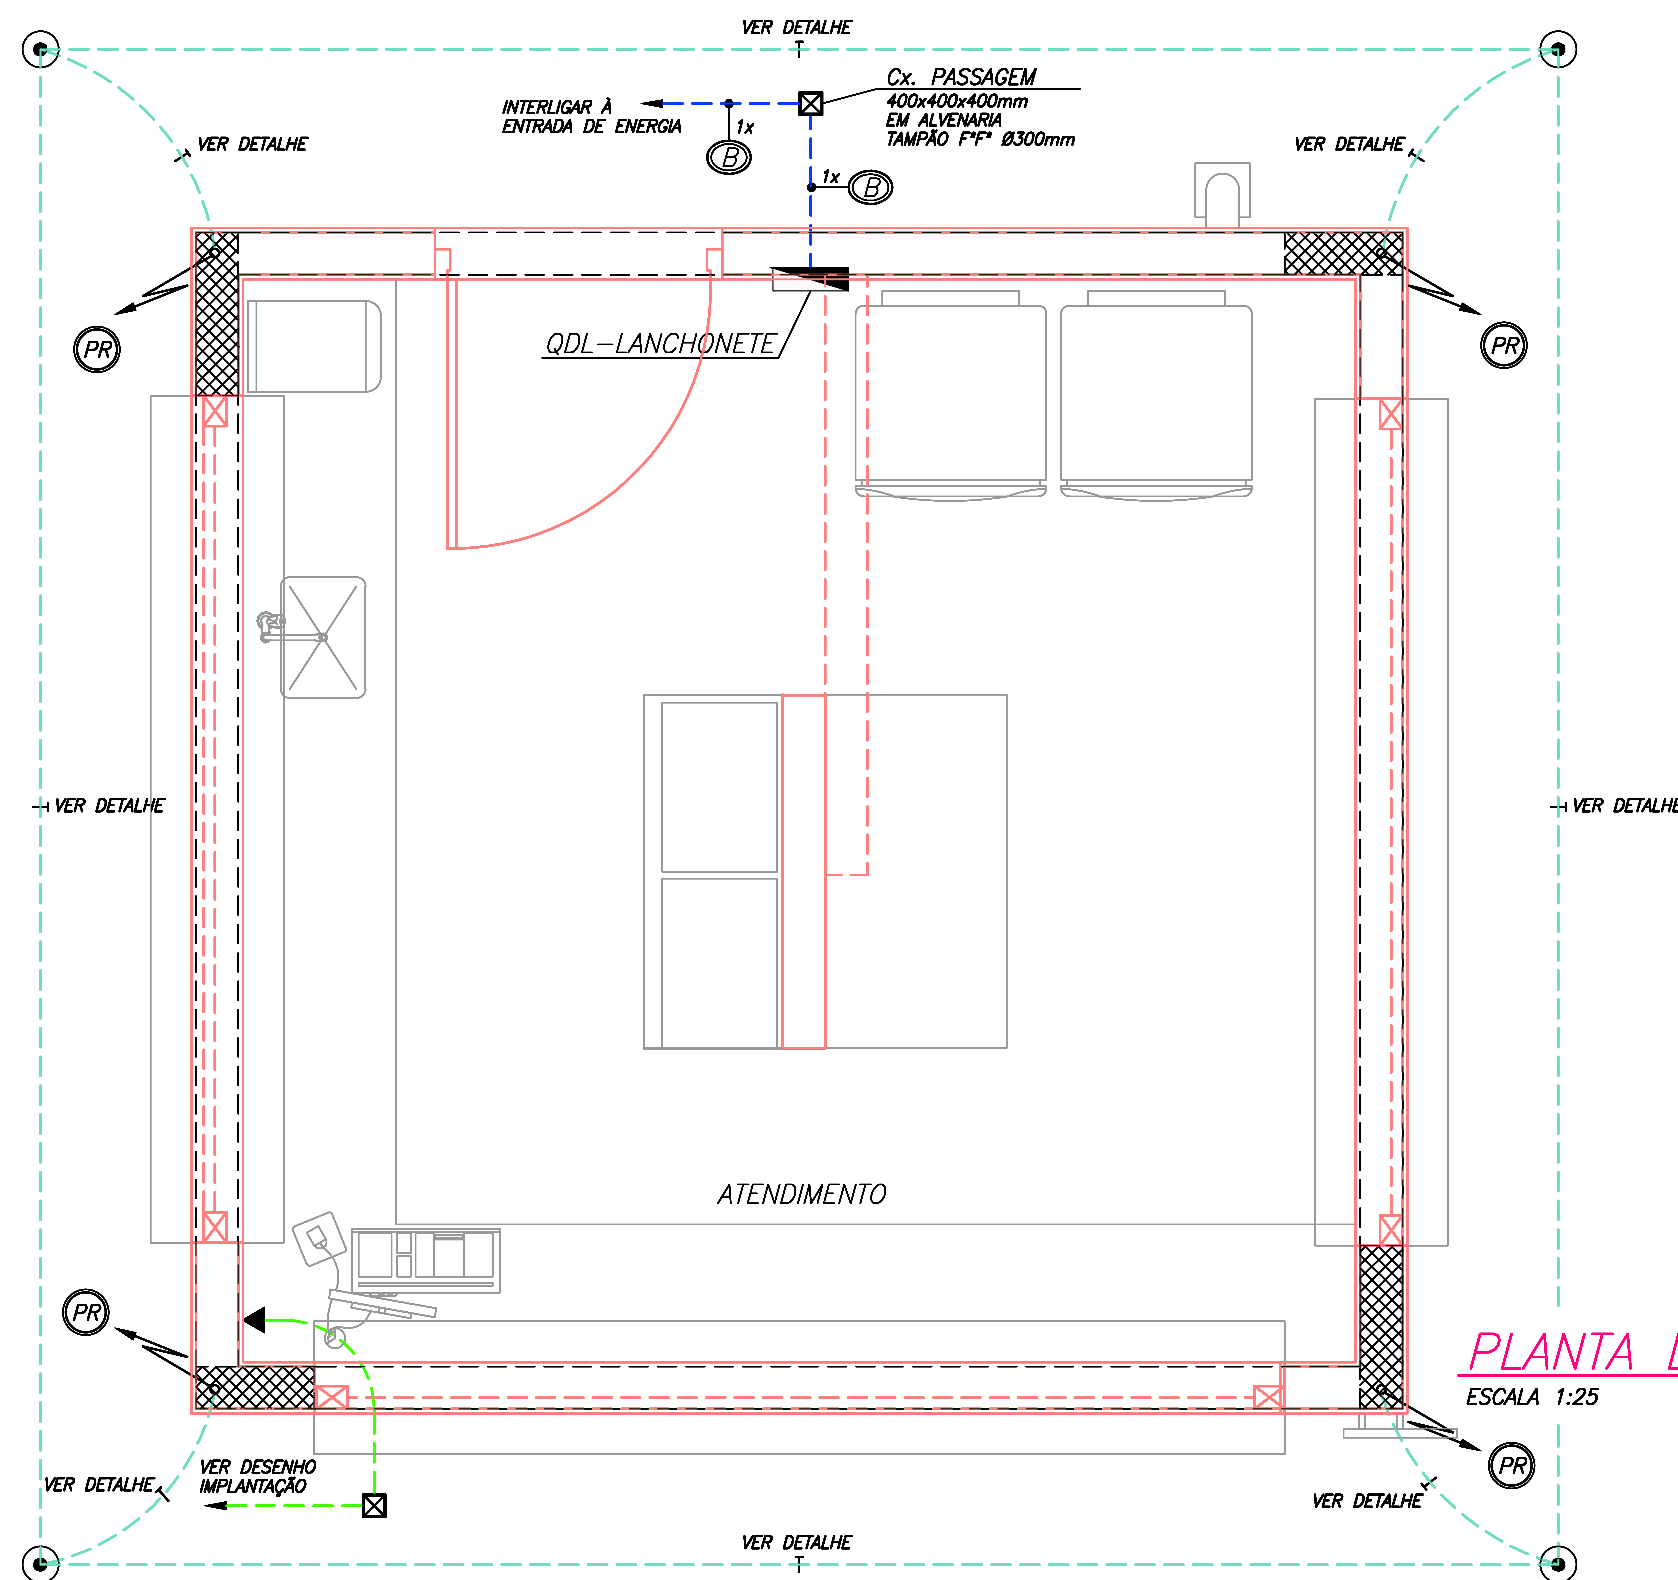 VER DETALHE
Cx. PASSAGEM
400x400x400mm
EM ALVENARIA
TAMPÃO FºFº Ø300mm
INTERLIGAR À
ENTRADA DE ENERGIA
1x
B
VER DETALHE
VER DETALHE
1x
B
PR
QDL-LANCHONETE
PR
VER DETALHE
VER DETALHE
ATENDIMENTO
PR
PLANTA
ESCALA 1:25
VER DESENHO
IMPLANTAÇÃO
VER DETALHE
PR
VER DETALHE
VER DETALHE